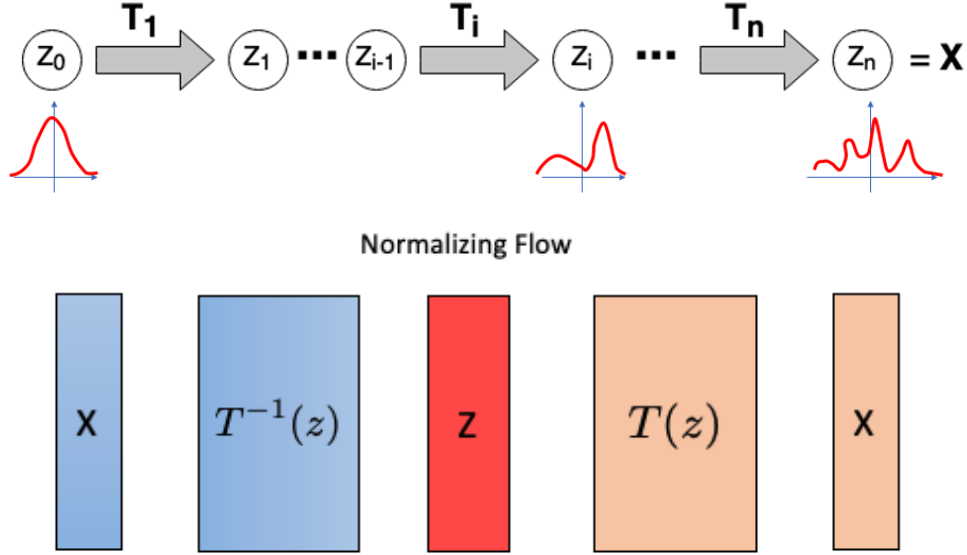 T₁ Tᵢ Tₙ
Z₀ Z₁ ... Zᵢ₋₁ Zᵢ ... Zₙ = X
Normalizing Flow
X T⁻¹(z) Z T(z) X